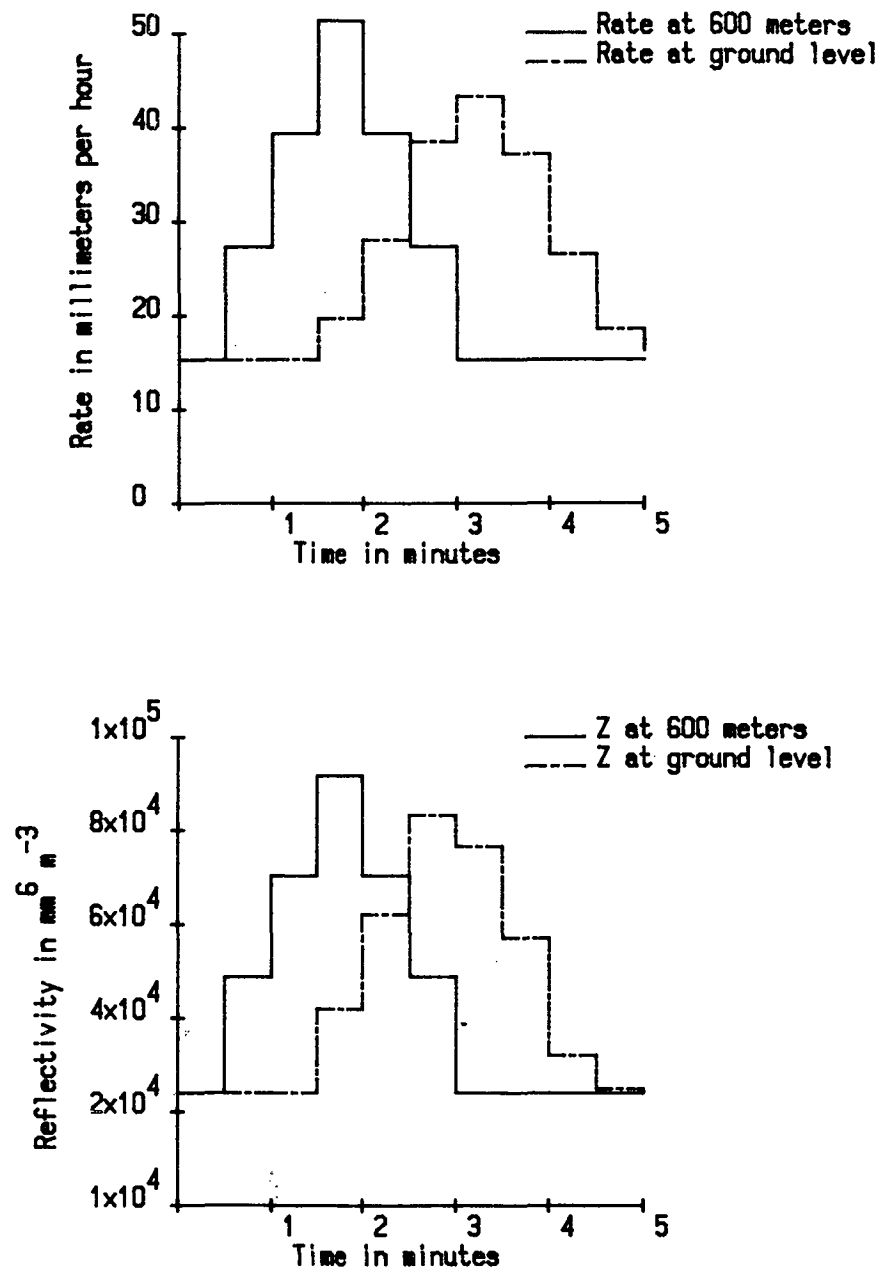 50
40
30
20
10
0
Rate in millimeters per hour
Rate at 600 meters
Rate at ground level
1 2 3 4 5
Time in minutes
1x10^5
8x10^4
6x10^4
4x10^4
2x10^4
1x10^4
Reflectivity in mm^6 m^-3
Z at 600 meters
Z at ground level
1 2 3 4 5
Time in minutes